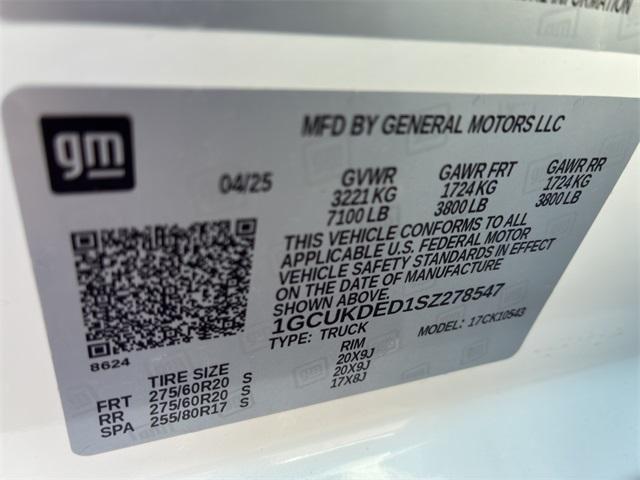 INFORMATION
gm
MFD BY GENERAL MOTORS LLC
04/25
GVWR GAWR FRT GAWR RR
3221 KG 1724 KG 1724 KG
7100 LB 3800 LB 3800 LB
THIS VEHICLE CONFORMS TO ALL
APPLICABLE U.S. FEDERAL MOTOR
VEHICLE SAFETY STANDARDS IN EFFECT
ON THE DATE OF MANUFACTURE
SHOWN ABOVE.
1GCUKDED1SZ278547
TYPE: TRUCK MODEL: 17CK10543
8624
TIRE SIZE RIM
FRT 275/60R20 S 20X9J
RR 275/60R20 S 20X9J
SPA 255/80R17 S 17X8J